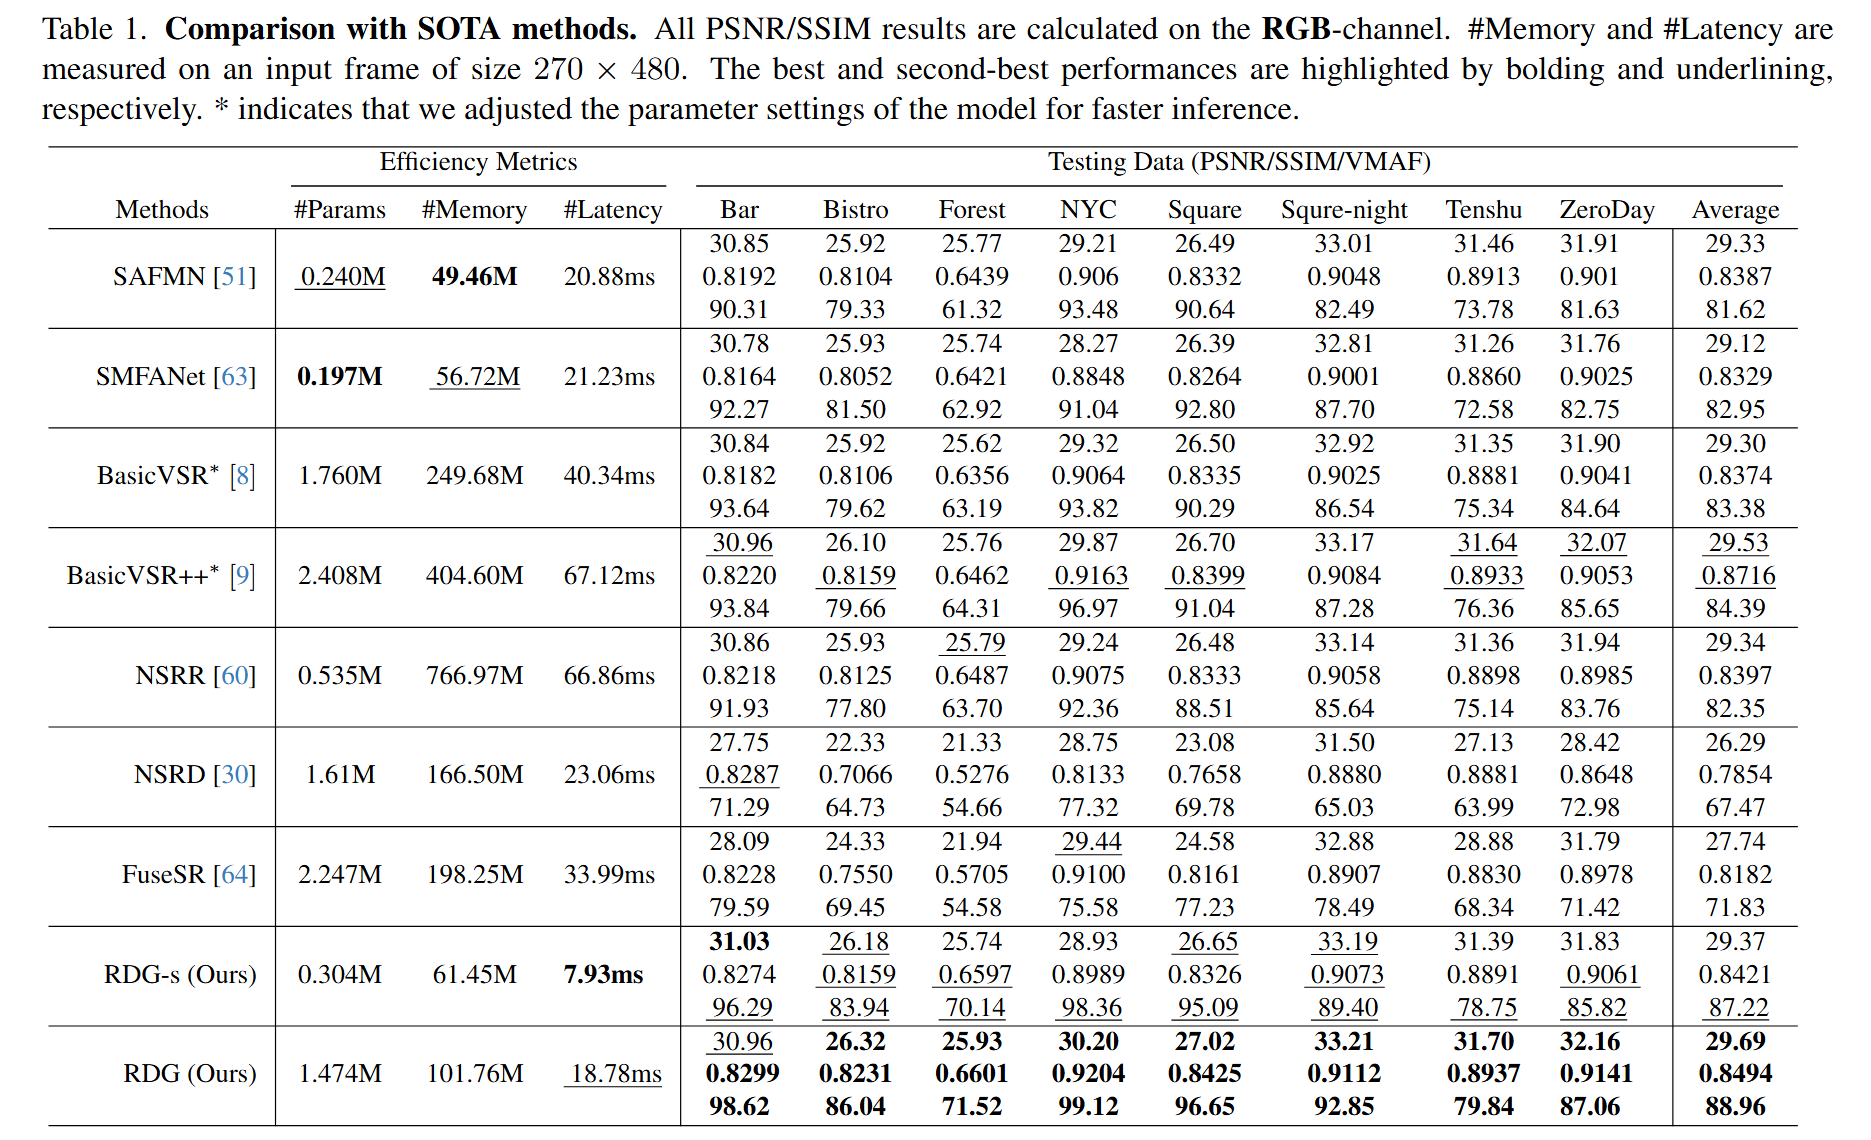 Table 1. Comparison with SOTA methods. All PSNR/SSIM results are calculated on the RGB-channel. #Memory and #Latency are
measured on an input frame of size 270 × 480. The best and second-best performances are highlighted by bolding and underlining,
respectively. * indicates that we adjusted the parameter settings of the model for faster inference.
Efficiency Metrics Testing Data (PSNR/SSIM/VMAF)
Methods #Params #Memory #Latency Bar Bistro Forest NYC Square Squre-night Tenshu ZeroDay Average
30.85 25.92 25.77 29.21 26.49 33.01 31.46 31.91 29.33
SAFMN [51] 0.240M 49.46M 20.88ms 0.8192 0.8104 0.6439 0.906 0.8332 0.9048 0.8913 0.901 0.8387
90.31 79.33 61.32 93.48 90.64 82.49 73.78 81.63 81.62
30.78 25.93 25.74 28.27 26.39 32.81 31.26 31.76 29.12
SMFANet [63] 0.197M 56.72M 21.23ms 0.8164 0.8052 0.6421 0.8848 0.8264 0.9001 0.8860 0.9025 0.8329
92.27 81.50 62.92 91.04 92.80 87.70 72.58 82.75 82.95
30.84 25.92 25.62 29.32 26.50 32.92 31.35 31.90 29.30
BasicVSR* [8] 1.760M 249.68M 40.34ms 0.8182 0.8106 0.6356 0.9064 0.8335 0.9025 0.8881 0.9041 0.8374
93.64 79.62 63.19 93.82 90.29 86.54 75.34 84.64 83.38
30.96 26.10 25.76 29.87 26.70 33.17 31.64 32.07 29.53
BasicVSR++* [9] 2.408M 404.60M 67.12ms 0.8220 0.8159 0.6462 0.9163 0.8399 0.9084 0.8933 0.9053 0.8716
93.84 79.66 64.31 96.97 91.04 87.28 76.36 85.65 84.39
30.86 25.93 25.79 29.24 26.48 33.14 31.36 31.94 29.34
NSRR [60] 0.535M 766.97M 66.86ms 0.8218 0.8125 0.6487 0.9075 0.8333 0.9058 0.8898 0.8985 0.8397
91.93 77.80 63.70 92.36 88.51 85.64 75.14 83.76 82.35
27.75 22.33 21.33 28.75 23.08 31.50 27.13 28.42 26.29
NSRD [30] 1.61M 166.50M 23.06ms 0.8287 0.7066 0.5276 0.8133 0.7658 0.8880 0.8881 0.8648 0.7854
71.29 64.73 54.66 77.32 69.78 65.03 63.99 72.98 67.47
28.09 24.33 21.94 29.44 24.58 32.88 28.88 31.79 27.74
FuseSR [64] 2.247M 198.25M 33.99ms 0.8228 0.7550 0.5705 0.9100 0.8161 0.8907 0.8830 0.8978 0.8182
79.59 69.45 54.58 75.58 77.23 78.49 68.34 71.42 71.83
31.03 26.18 25.74 28.93 26.65 33.19 31.39 31.83 29.37
RDG-s (Ours) 0.304M 61.45M 7.93ms 0.8274 0.8159 0.6597 0.8989 0.8326 0.9073 0.8891 0.9061 0.8421
96.29 83.94 70.14 98.36 95.09 89.40 78.75 85.82 87.22
30.96 26.32 25.93 30.20 27.02 33.21 31.70 32.16 29.69
RDG (Ours) 1.474M 101.76M 18.78ms 0.8299 0.8231 0.6601 0.9204 0.8425 0.9112 0.8937 0.9141 0.8494
98.62 86.04 71.52 99.12 96.65 92.85 79.84 87.06 88.96